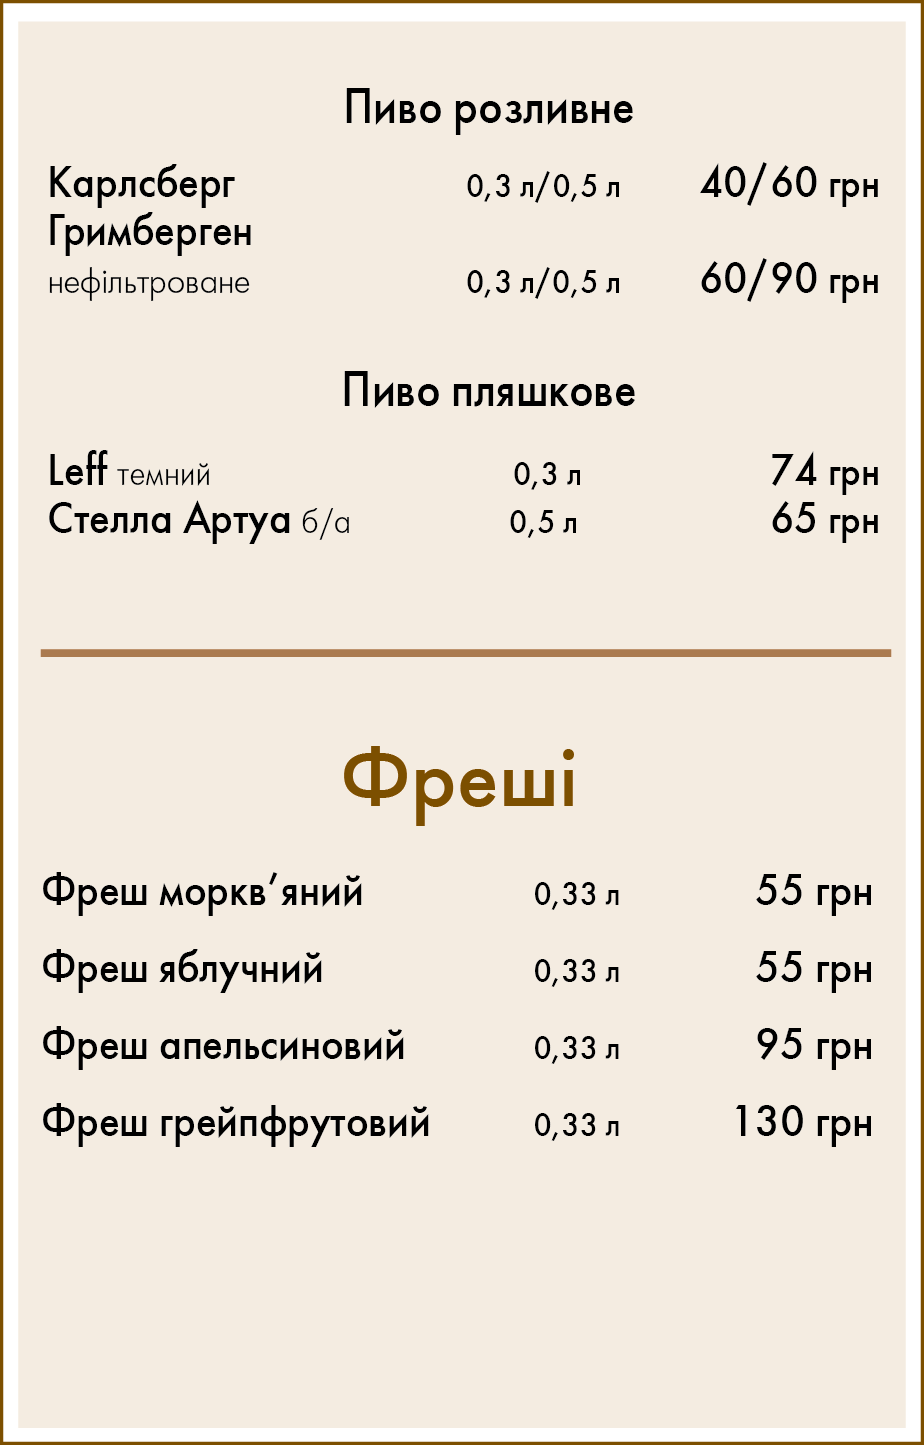 Пиво розливне
Карлсберг 0,3 л/0,5 л 40/60 грн
Гримберген
нефільтроване 0,3 л/0,5 л 60/90 грн
Пиво пляшкове
Leff темний 0,3 л 74 грн
Стелла Артуа б/а 0,5 л 65 грн
Фреші
Фреш моркв’яний 0,33 л 55 грн
Фреш яблучний 0,33 л 55 грн
Фреш апельсиновий 0,33 л 95 грн
Фреш грейпфрутовий 0,33 л 130 грн